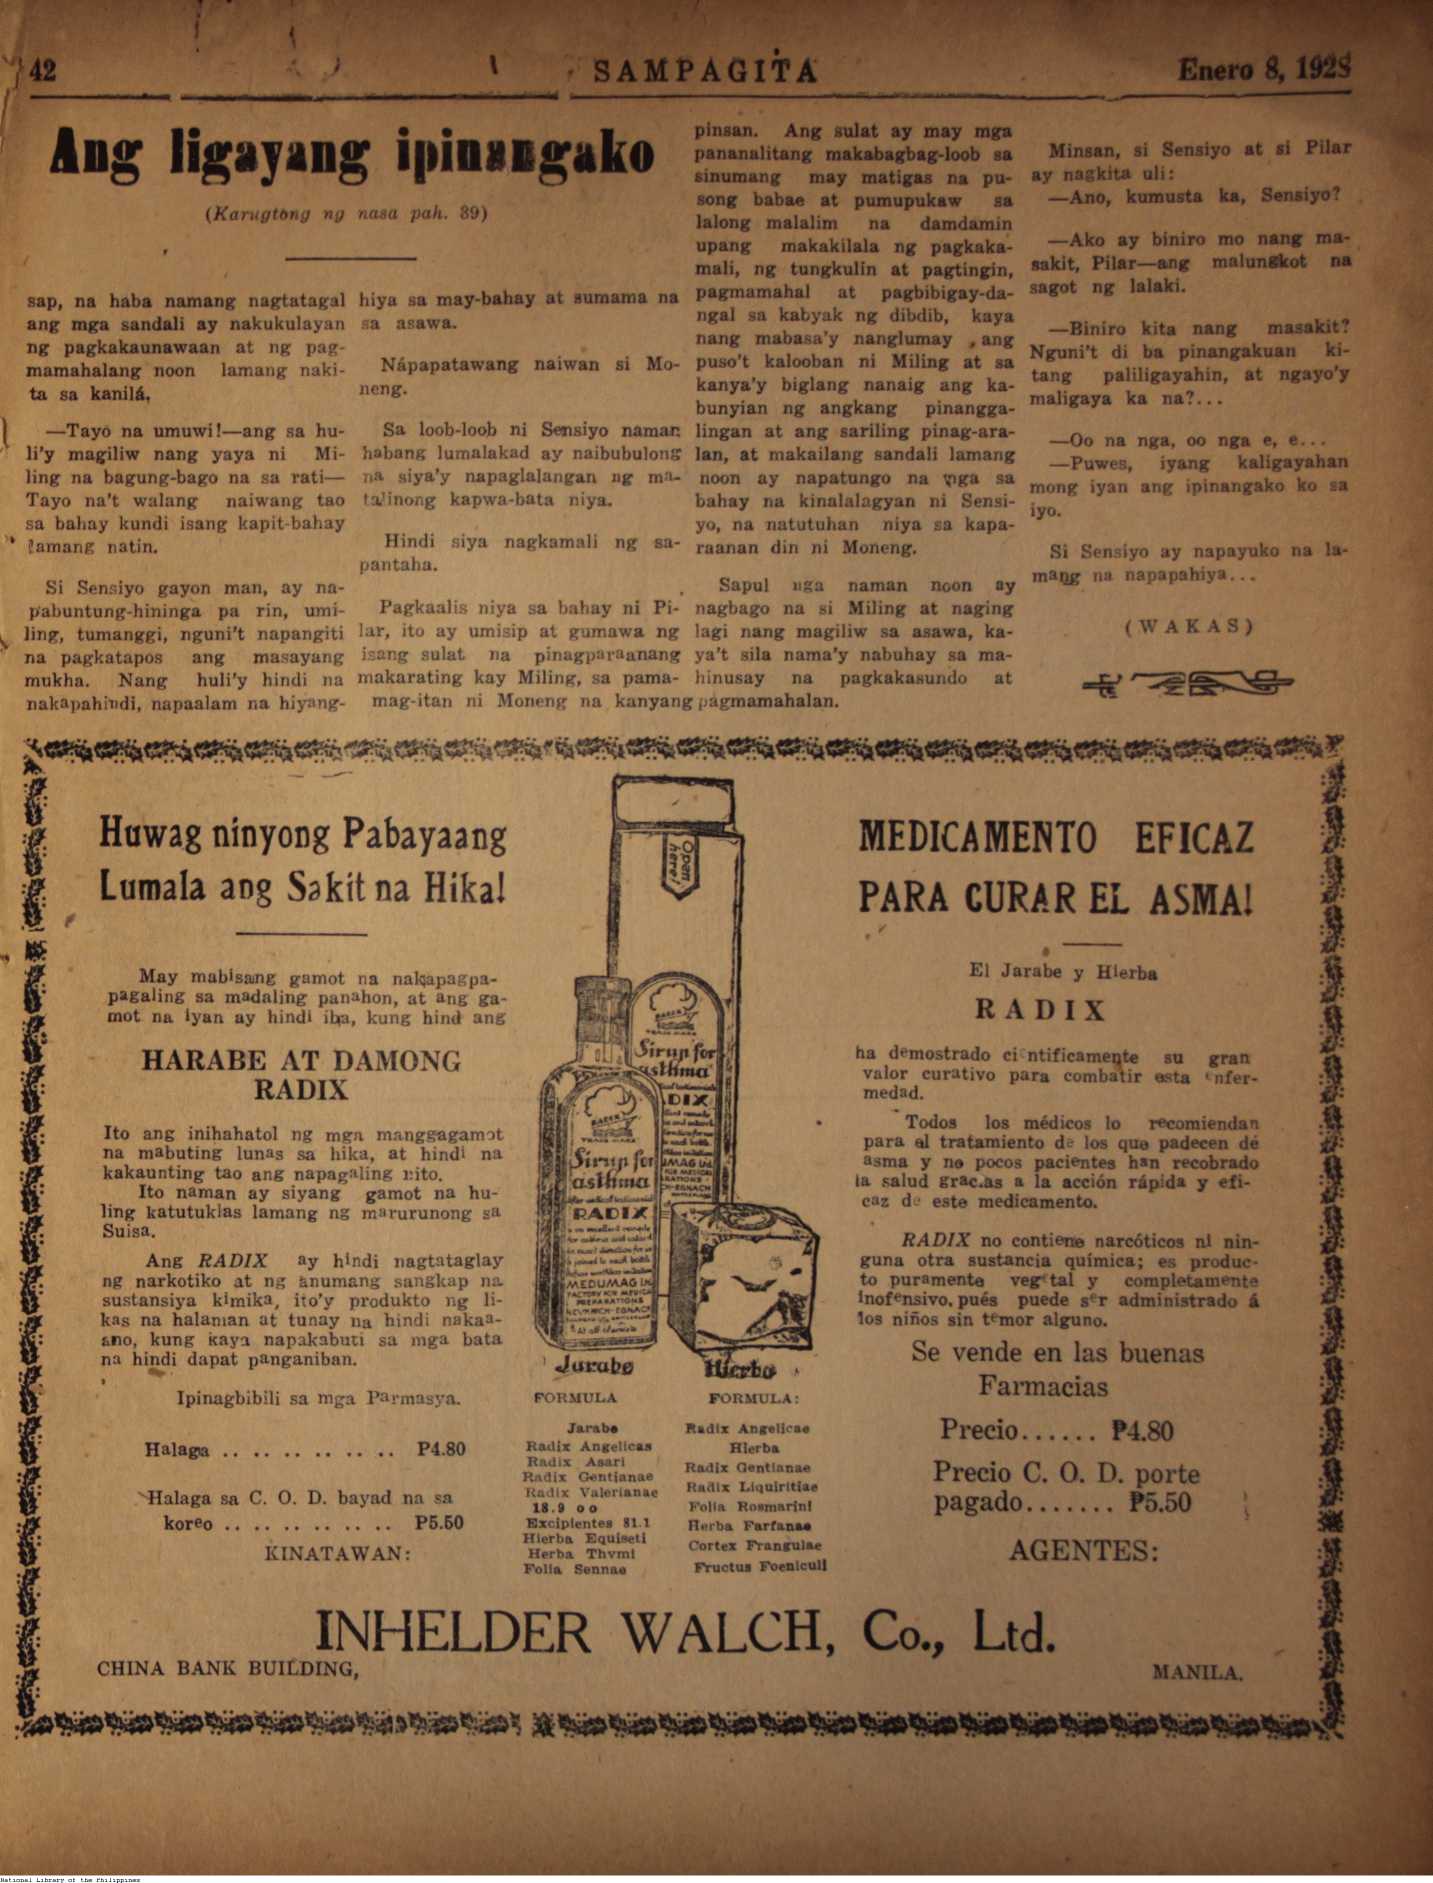 42
SAMPAGITA
Enero 8, 1928
Ang ligayang ipinangako
(Karugtong ng nasa pah. 39)
sap, na haba namang nagtatagal
ang mga sandali ay nakukulayan
ng pagkakaunawaan at ng pag-
mamahalang noon lamang naki-
ta sa kanilá.
—Tayo na umuwi!—ang sa hu-
li'y magiliw nang yaya ni Mi-
ling na bagung-bago na sa rati—
Tayo na't walang naiwang tao
sa bahay kundi isang kapit-bahay
lamang natin.
Si Sensiyo gayon man, ay na-
pabuntung-hininga pa rin, umi-
ling, tumanggi, nguni't napangiti
na pagkatapos ang masayang
mukha. Nang huli'y hindi na
nakapahindi, napaalam na hiyang-
hiya sa may-bahay at sumama na
sa asawa.
Nápapatawang naiwan si Mo-
neng.
Sa loob-loob ni Sensiyo naman
habang lumalakad ay naibubulong
na siya'y napaglalangan ng ma-
talinong kapwa-bata niya.
Hindi siya nagkamali ng sa-
pantaha.
Pagkaalis niya sa bahay ni Pi-
lar, ito ay umisip at gumawa ng
isang sulat na pinagparaanang
makarating kay Miling, sa pama-
mag-itan ni Moneng na kanyang
pinsan. Ang sulat ay may mga
pananalitang makabagbag-loob sa
sinumang may matigas na pu-
song babae at pumupukaw sa
lalong malalim na damdamin
upang makakilala ng pagkaka-
mali, ng tungkulin at pagtingin,
pagmamahal at pagbibigay-da-
ngal sa kabyak ng dibdib, kaya
nang mabasa'y nanglumay ang
puso't kalooban ni Miling at sa
kanya'y biglang nanaig ang ka-
bunyian ng angkang pinangga-
lingan at ang sariling pinag-ara-
lan, at makailang sandali lamang
noon ay napatungo na nga sa
bahay na kinalalagyan ni Sensi-
yo, na natutuhan niya sa kapa-
raanan din ni Moneng.
Sapul nga naman noon ay
nagbago na si Miling at naging
lagi nang magiliw sa asawa, ka-
ya't sila nama'y nabuhay sa ma-
hinusay na pagkakasundo at
pagmamahalan.
Minsan, si Sensiyo at si Pilar
ay nagkita uli:
—Ano, kumusta ka, Sensiyo?
—Ako ay biniro mo nang ma-
sakit, Pilar—ang malungkot na
sagot ng lalaki.
—Biniro kita nang masakit?
Nguni't di ba pinangakuan ki-
tang paliligayahin, at ngayo'y
maligaya ka na?...
—Oo na nga, oo nga e, e...
—Puwes, iyang kaligayahan
mong iyan ang ipinangako ko sa
iyo.
Si Sensiyo ay napayuko na la-
mang na napapahiya...
(WAKAS)
Huwag ninyong Pabayaang
Lumala ang Sakit na Hika!
May mabisang gamot na nakapagpa-
pagaling sa madaling panahon, at ang ga-
mot na iyan ay hindi iba, kung hindi ang
HARABE AT DAMONG
RADIX
Ito ang inihahatol ng mga manggagamot
na mabuting lunas sa hika, at hindi na
kakaunting tao ang napagaling nito.
Ito naman ay siyang gamot na hu-
ling katutuklas lamang ng marurunong sa
Suisa.
Ang RADIX ay hindi nagtataglay
ng narkotiko at ng anumang sangkap na
sustansiya kimika, ito'y produkto ng li-
kas na halaman at tunay na hindi nakaa-
ano, kung kaya napakabuti sa mga bata
na hindi dapat panganiban.
Ipinagbibili sa mga Parmasya.
Halaga .. .. .. .. .. .. P4.80
Halaga sa C. O. D. bayad na sa
koreo .. .. .. .. .. .. P5.50
KINATAWAN:
Open
here!
Sirup for
asthma
DIX
RADEX
Sirup for
asthma
RADIX
MEDUMAG
FACTORY FOR MEDICAL
PREPARATIONS
Jarabe
Hierba
FORMULA
Jarabe
Radix Angelicas
Radix Asari
Radix Gentianae
Radix Valerianae
18.9 oo
Excipientes 81.1
Hierba Equiseti
Herba Thymi
Folia Sennae
FORMULA:
Radix Angelicae
Hierba
Radix Gentianae
Radix Liquiritiae
Folia Rosmarini
Herba Farfanae
Cortex Frangulae
Fructus Foeniculi
MEDICAMENTO EFICAZ
PARA CURAR EL ASMA!
El Jarabe y Hierba
RADIX
ha demostrado cientificamente su gran
valor curativo para combatir esta enfer-
medad.
Todos los médicos lo recomiendan
para el tratamiento de los que padecen de
asma y no pocos pacientes han recobrado
la salud gracias a la acción rápida y efi-
caz de este medicamento.
RADIX no contiene narcóticos ni nin-
guna otra sustancia química; es produc-
to puramente vegetal y completamente
inofensivo, pués puede ser administrado á
los niños sin temor alguno.
Se vende en las buenas
Farmacias
Precio...... ₱4.80
Precio C. O. D. porte
pagado....... ₱5.50
AGENTES:
INHELDER WALCH, Co., Ltd.
CHINA BANK BUILDING,
MANILA.
National Library of the Philippines